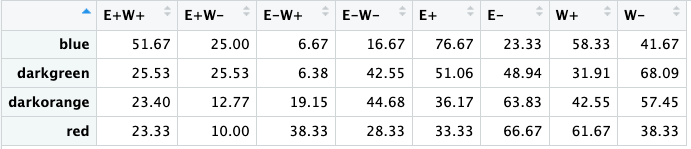 E+W+ E+W- E-W+ E-W- E+ E- W+ W-
blue 51.67 25.00 6.67 16.67 76.67 23.33 58.33 41.67
darkgreen 25.53 25.53 6.38 42.55 51.06 48.94 31.91 68.09
darkorange 23.40 12.77 19.15 44.68 36.17 63.83 42.55 57.45
red 23.33 10.00 38.33 28.33 33.33 66.67 61.67 38.33